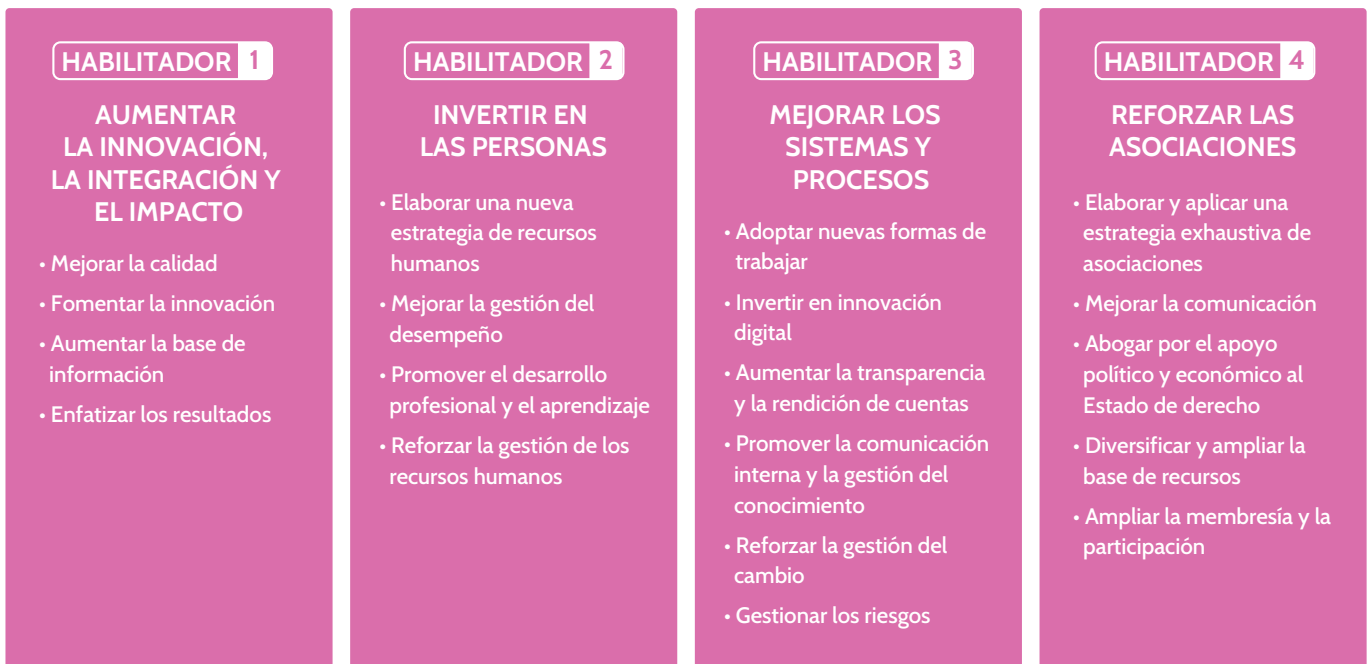 HABILITADOR 1
AUMENTAR
LA INNOVACIÓN,
LA INTEGRACIÓN Y
EL IMPACTO
• Mejorar la calidad
• Fomentar la innovación
• Aumentar la base de
información
• Enfatizar los resultados
HABILITADOR 2
INVERTIR EN
LAS PERSONAS
• Elaborar una nueva
estrategia de recursos
humanos
• Mejorar la gestión del
desempeño
• Promover el desarrollo
profesional y el aprendizaje
• Reforzar la gestión de los
recursos humanos
HABILITADOR 3
MEJORAR LOS
SISTEMAS Y
PROCESOS
• Adoptar nuevas formas de
trabajar
• Invertir en innovación
digital
• Aumentar la transparencia
y la rendición de cuentas
• Promover la comunicación
interna y la gestión del
conocimiento
• Reforzar la gestión del
cambio
• Gestionar los riesgos
HABILITADOR 4
REFORZAR LAS
ASOCIACIONES
• Elaborar y aplicar una
estrategia exhaustiva de
asociaciones
• Mejorar la comunicación
• Abogar por el apoyo
político y económico al
Estado de derecho
• Diversificar y ampliar la
base de recursos
• Ampliar la membresía y la
participación